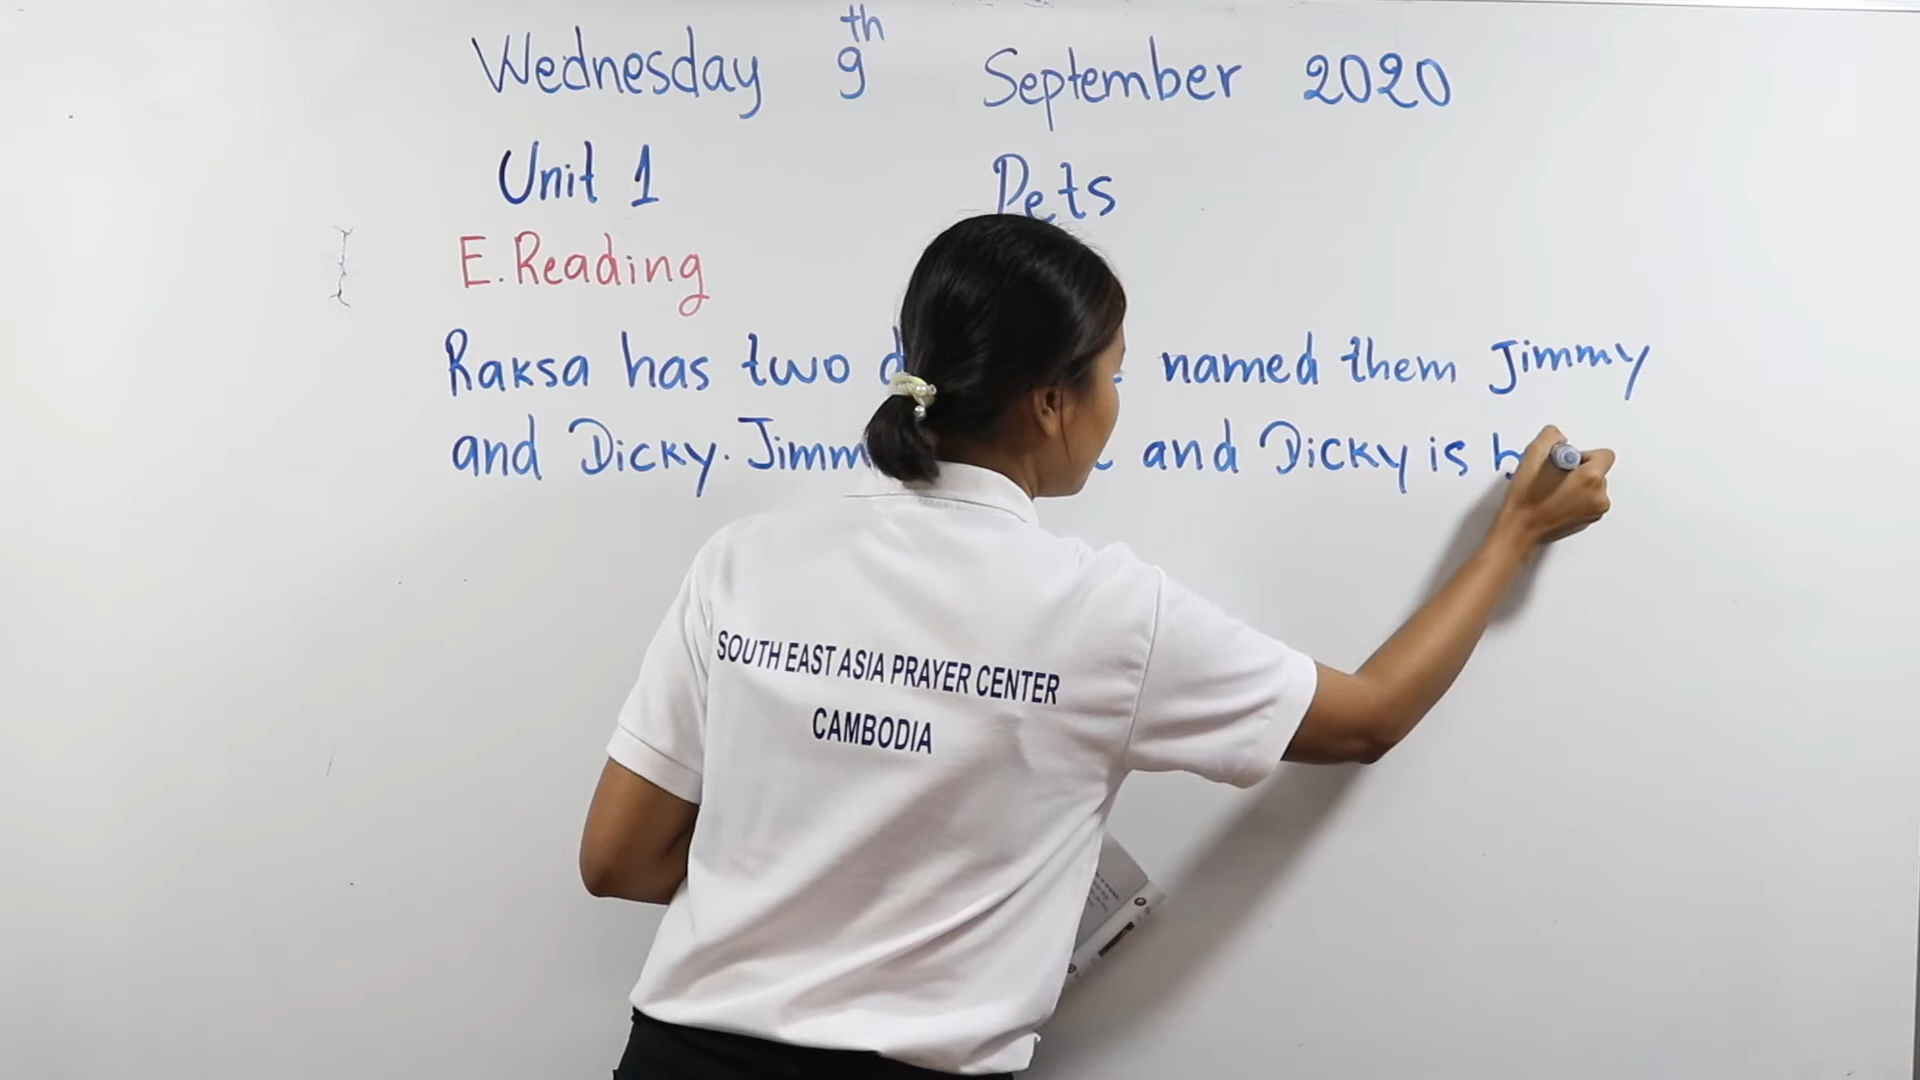 Wednesday 9th September 2020
Unit 1 Pets
E. Reading
Raksa has two named them Jimmy
and Dicky. and Dicky is
SOUTH EAST ASIA PRAYER CENTER
CAMBODIA